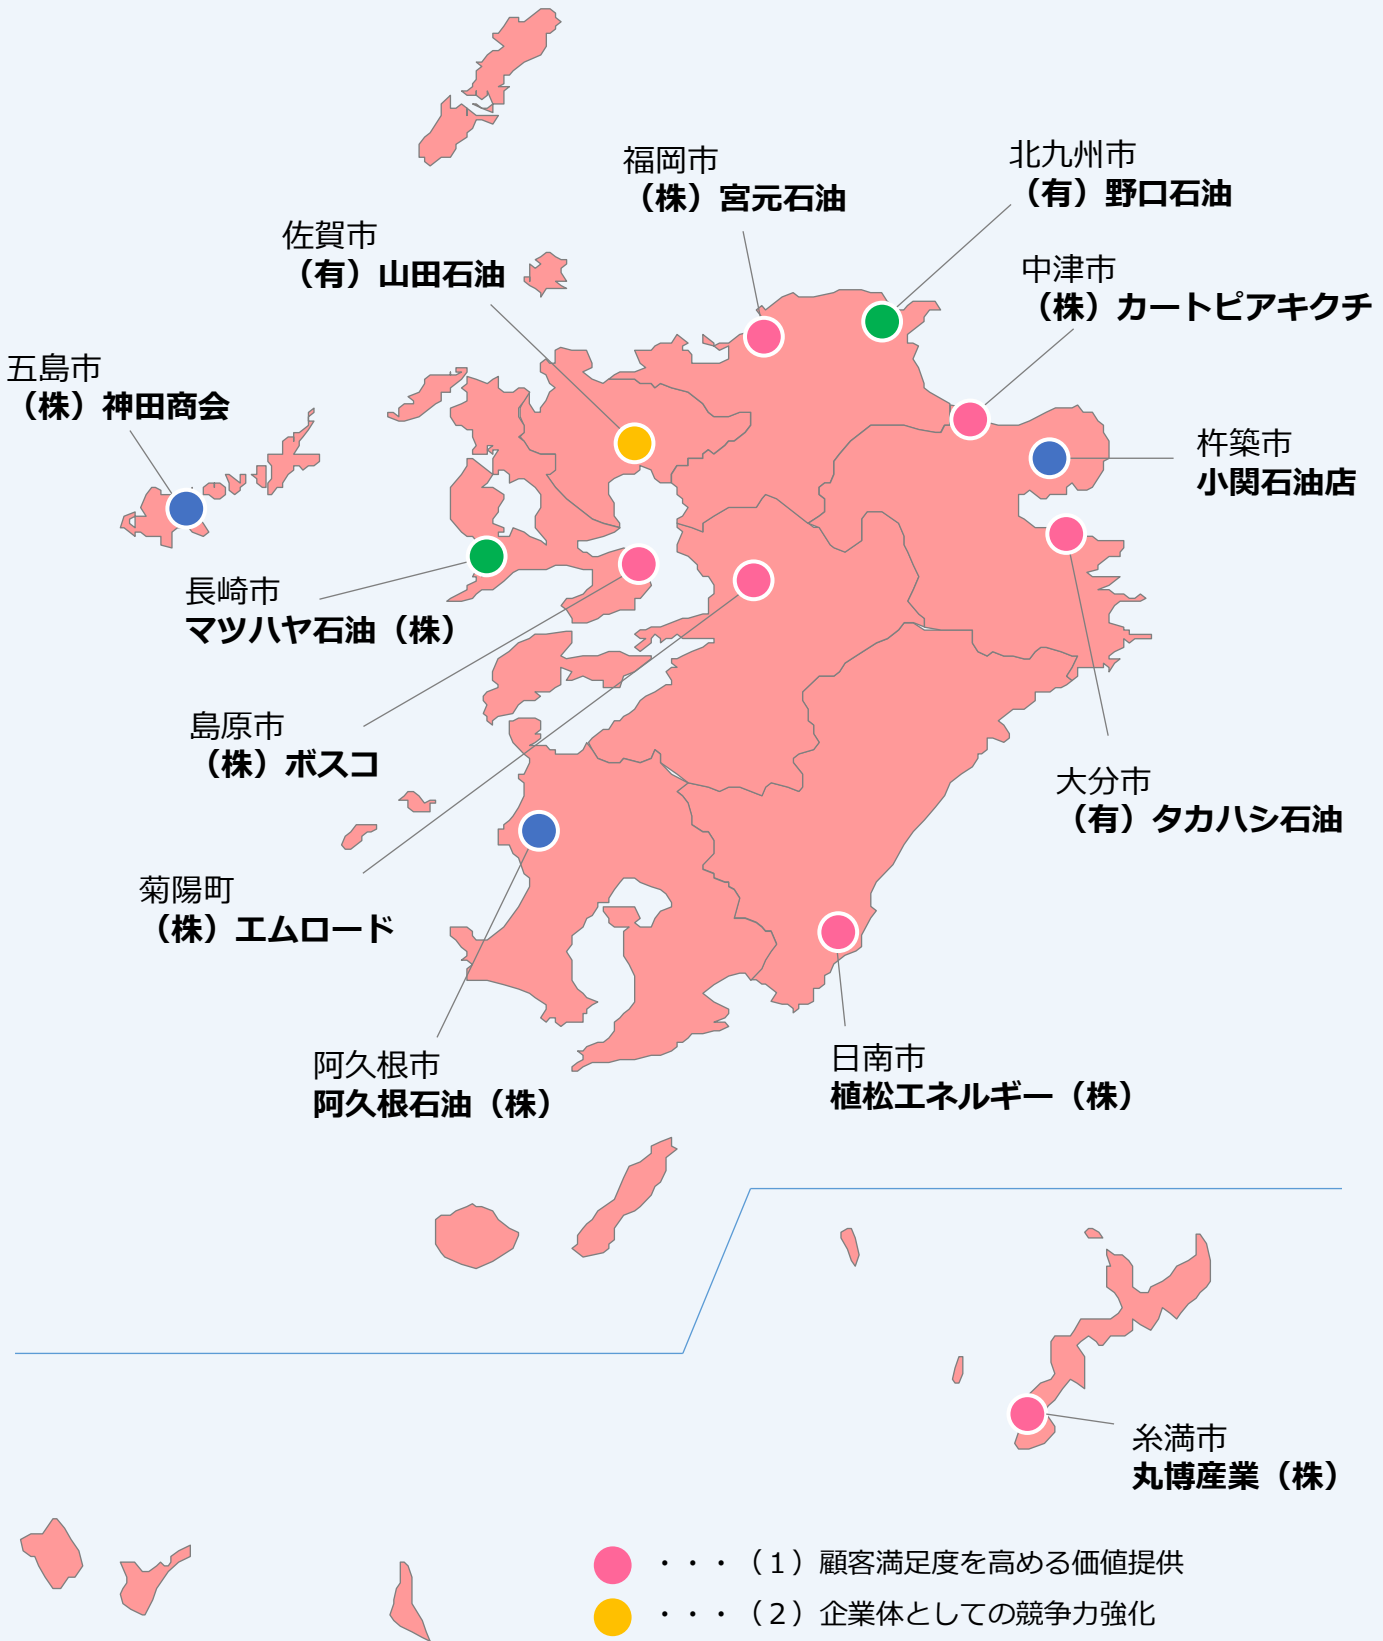 福岡市
（株）宮元石油
北九州市
（有）野口石油
佐賀市
（有）山田石油
中津市
（株）カートピアキクチ
五島市
（株）神田商会
杵築市
小関石油店
長崎市
マツハヤ石油（株）
島原市
（株）ボスコ
大分市
（有）タカハシ石油
菊陽町
（株）エムロード
阿久根市
阿久根石油（株）
日南市
植松エネルギー（株）
糸満市
丸博産業（株）
・・・（１）顧客満足度を高める価値提供
・・・（２）企業体としての競争力強化